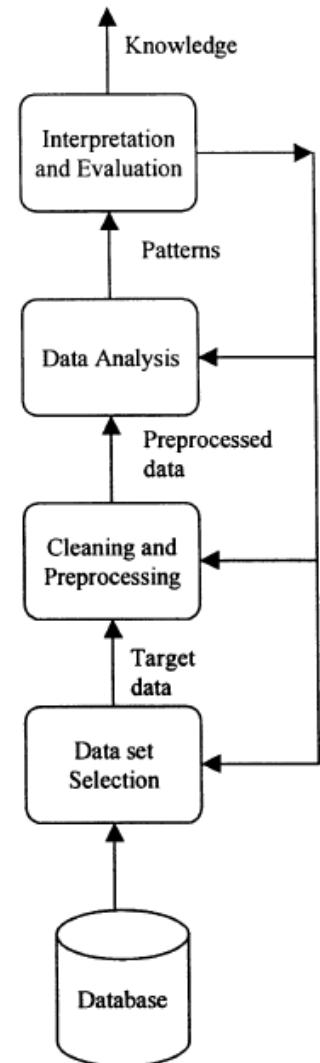 Knowledge
Interpretation
and Evaluation
Patterns
Data Analysis
Preprocessed
data
Cleaning and
Preprocessing
Target
data
Data set
Selection
Database